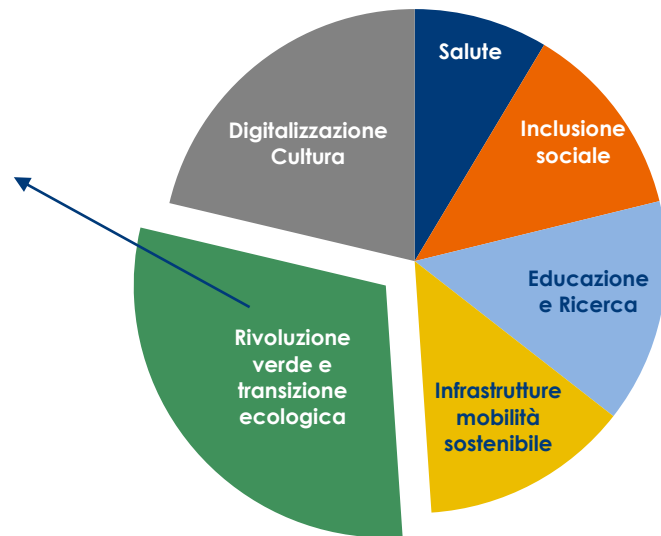 Salute
Inclusione
sociale
Educazione
e Ricerca
Infrastrutture
mobilità
sostenibile
Rivoluzione
verde e
transizione
ecologica
Digitalizzazione
Cultura